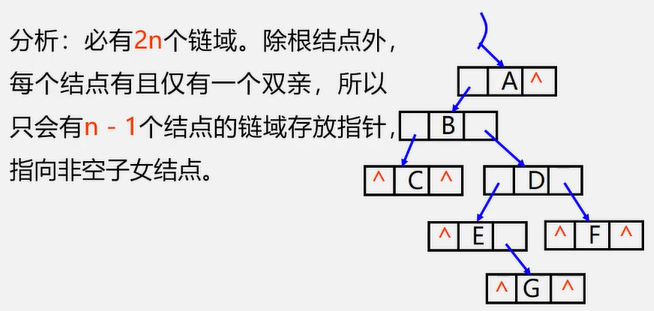 分析：必有2n个链域。除根结点外，
每个结点有且仅有一个双亲，所以
只会有n - 1个结点的链域存放指针，
指向非空子女结点。
A ^
B
^ C ^
D
^ E
^ F ^
^ G ^